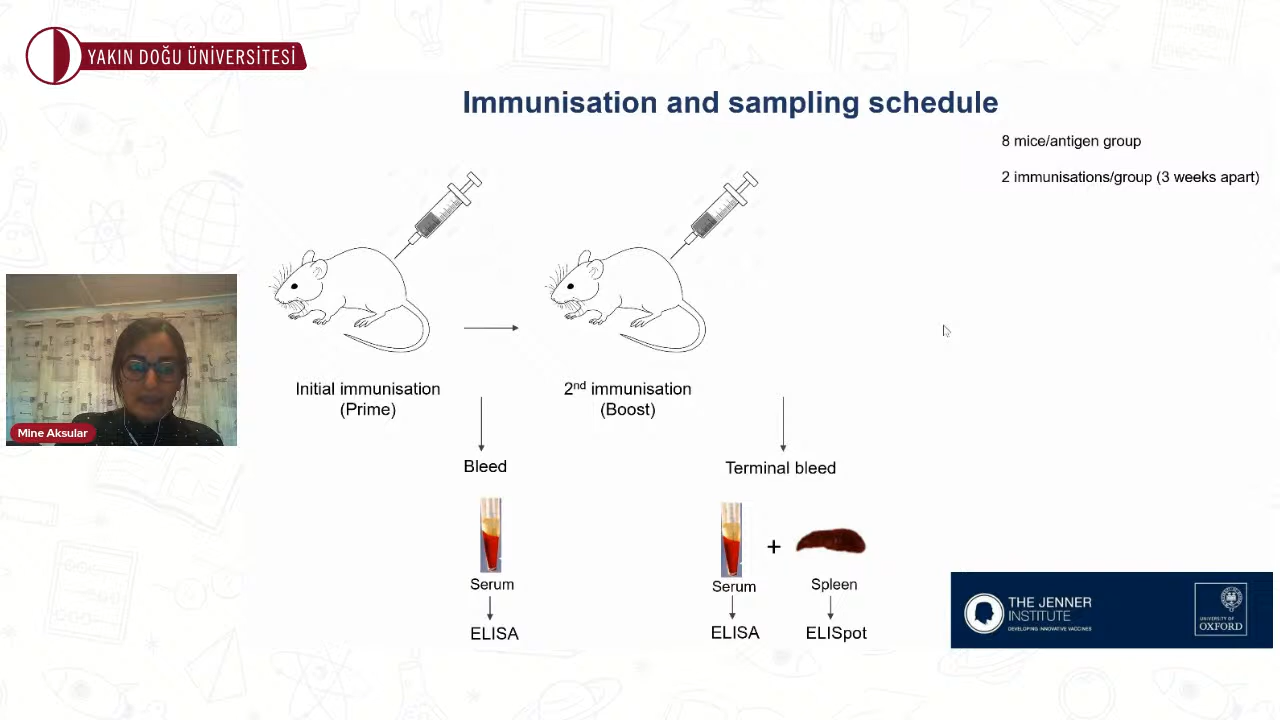 YAKIN DOĞU ÜNİVERSİTESİ
Immunisation and sampling schedule
8 mice/antigen group
2 immunisations/group (3 weeks apart)
Initial immunisation
(Prime)
2nd immunisation
(Boost)
Mine Aksular
Bleed
Terminal bleed
+
Serum
Serum
Spleen
ELISA
ELISA
ELISpot
THE JENNER
INSTITUTE
DEVELOPING INNOVATIVE VACCINES
UNIVERSITY OF
OXFORD